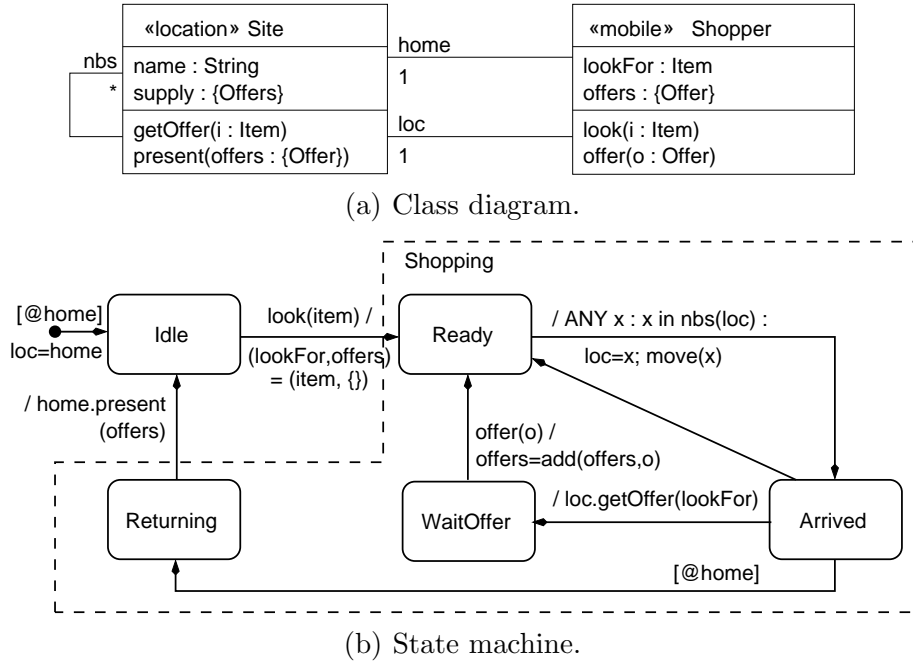 «location» Site
«mobile» Shopper
home
nbs
name : String
lookFor : Item
*
supply : {Offers}
1
offers : {Offer}
getOffer(i : Item)
loc
look(i : Item)
present(offers : {Offer})
1
offer(o : Offer)
(a) Class diagram.
Shopping
[@home]
loc=home
Idle
look(item) /
(lookFor,offers)
= (item, {})
Ready
/ ANY x : x in nbs(loc) :
loc=x; move(x)
/ home.present
(offers)
offer(o) /
offers=add(offers,o)
Returning
WaitOffer
/ loc.getOffer(lookFor)
Arrived
[@home]
(b) State machine.